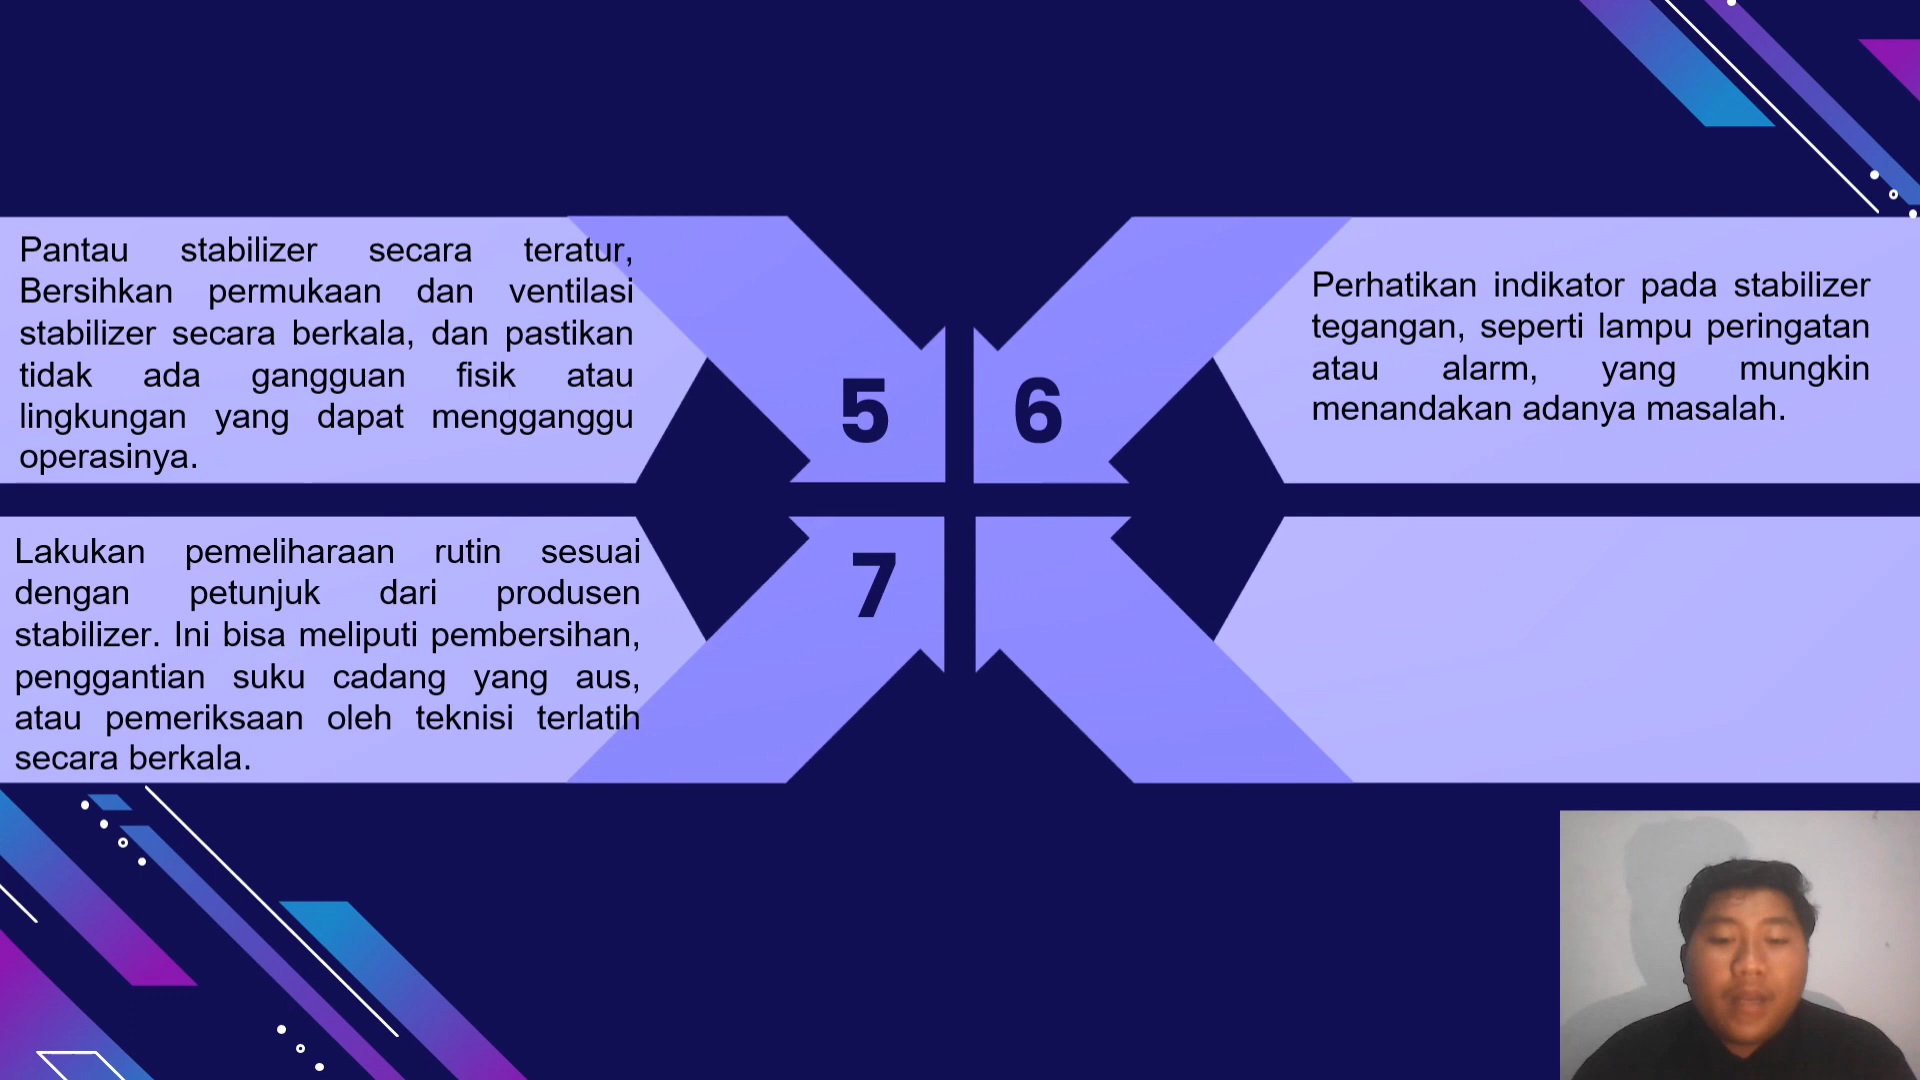 Pantau stabilizer secara teratur,
Bersihkan permukaan dan ventilasi
stabilizer secara berkala, dan pastikan
tidak ada gangguan fisik atau
lingkungan yang dapat mengganggu
operasinya.
5
6
Perhatikan indikator pada stabilizer
tegangan, seperti lampu peringatan
atau alarm, yang mungkin
menandakan adanya masalah.
Lakukan pemeliharaan rutin sesuai
dengan petunjuk dari produsen
stabilizer. Ini bisa meliputi pembersihan,
penggantian suku cadang yang aus,
atau pemeriksaan oleh teknisi terlatih
secara berkala.
7